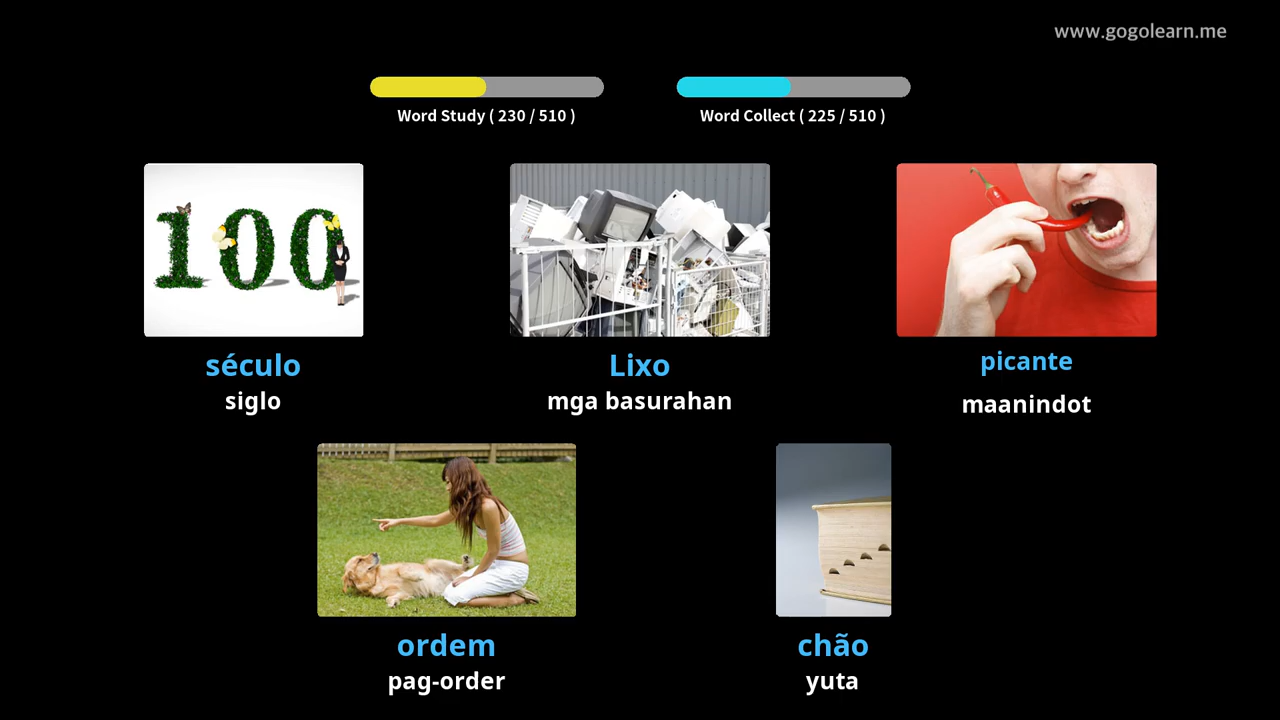 www.gogolearn.me
Word Study ( 230 / 510 )
Word Collect ( 225 / 510 )
100
século
siglo
Lixo
mga basurahan
picante
maanindot
ordem
pag-order
chão
yuta